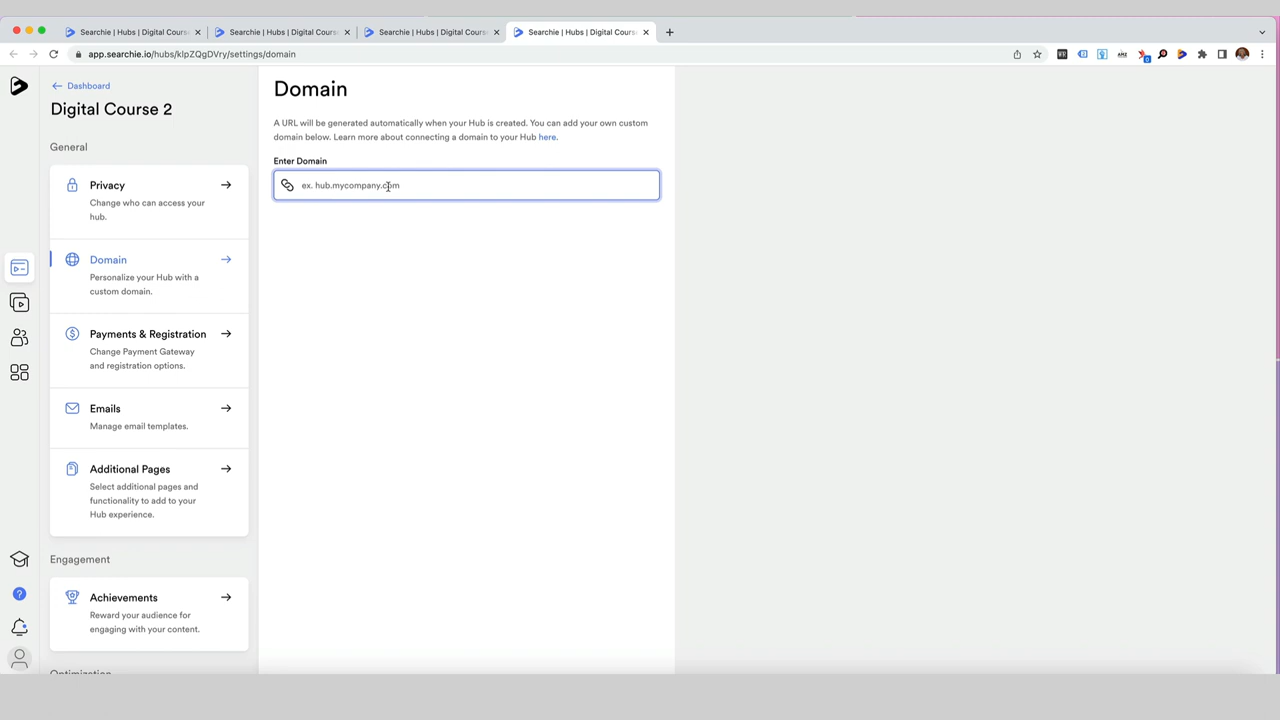 Searchie | Hubs | Digital Course
Searchie | Hubs | Digital Cours
Searchie | Hubs | Digital Cours
Searchie | Hubs | Digital Cours
app.searchie.io/hubs/klpZQgDVry/settings/domain
Dashboard
Digital Course 2
General
Privacy
Change who can access your
hub.
Domain
Personalize your Hub with a
custom domain.
Payments & Registration
Change Payment Gateway
and registration options.
Emails
Manage email templates.
Additional Pages
Select additional pages and
functionality to add to your
Hub experience.
Engagement
Achievements
Reward your audience for
engaging with your content.
Optimization
Domain
A URL will be generated automatically when your Hub is created. You can add your own custom
domain below. Learn more about connecting a domain to your Hub here.
Enter Domain
ex. hub.mycompany.com